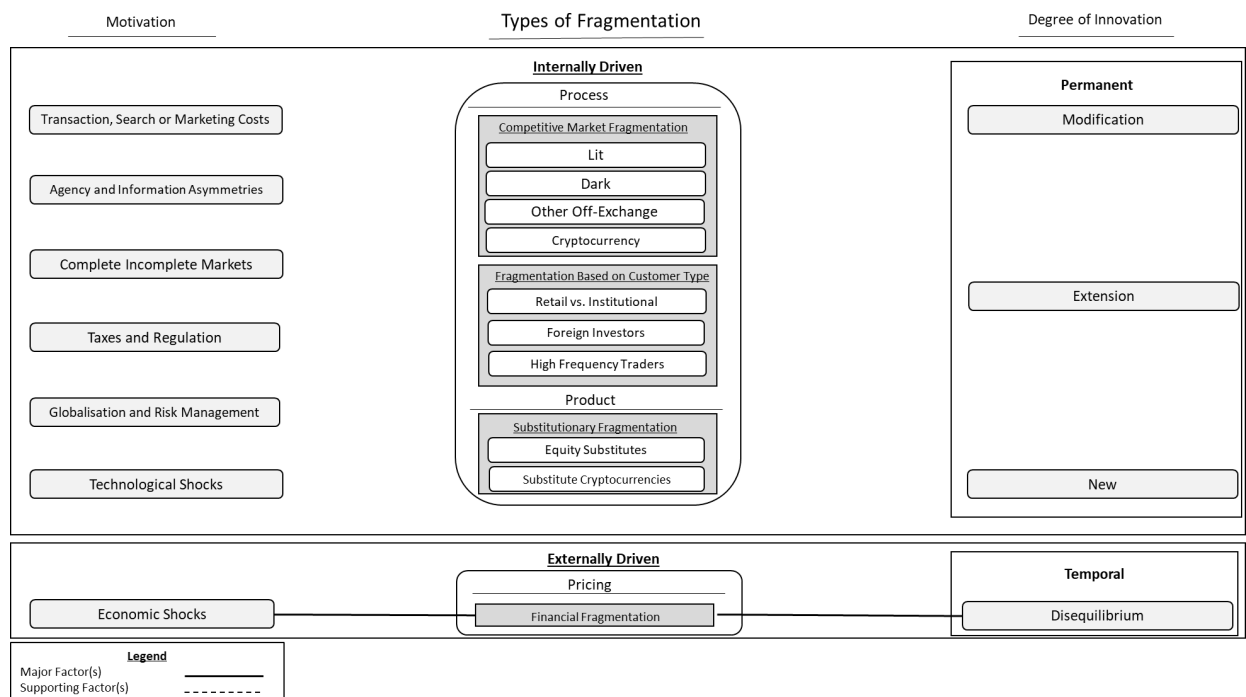 Motivation
Types of Fragmentation
Degree of Innovation
Internally Driven
Process
Competitive Market Fragmentation
Lit
Dark
Other Off-Exchange
Cryptocurrency
Fragmentation Based on Customer Type
Retail vs. Institutional
Foreign Investors
High Frequency Traders
Product
Substitutionary Fragmentation
Equity Substitutes
Substitute Cryptocurrencies
Transaction, Search or Marketing Costs
Agency and Information Asymmetries
Complete Incomplete Markets
Taxes and Regulation
Globalisation and Risk Management
Technological Shocks
Permanent
Modification
Extension
New
Externally Driven
Pricing
Economic Shocks
Financial Fragmentation
Temporal
Disequilibrium
Legend
Major Factor(s)
Supporting Factor(s)